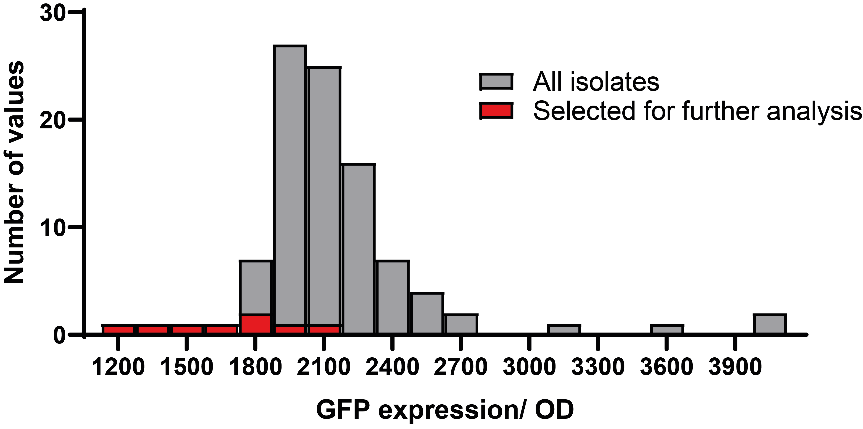 30
20
10
0
Number of values
All isolates
Selected for further analysis
1200 1500 1800 2100 2400 2700 3000 3300 3600 3900
GFP expression/ OD